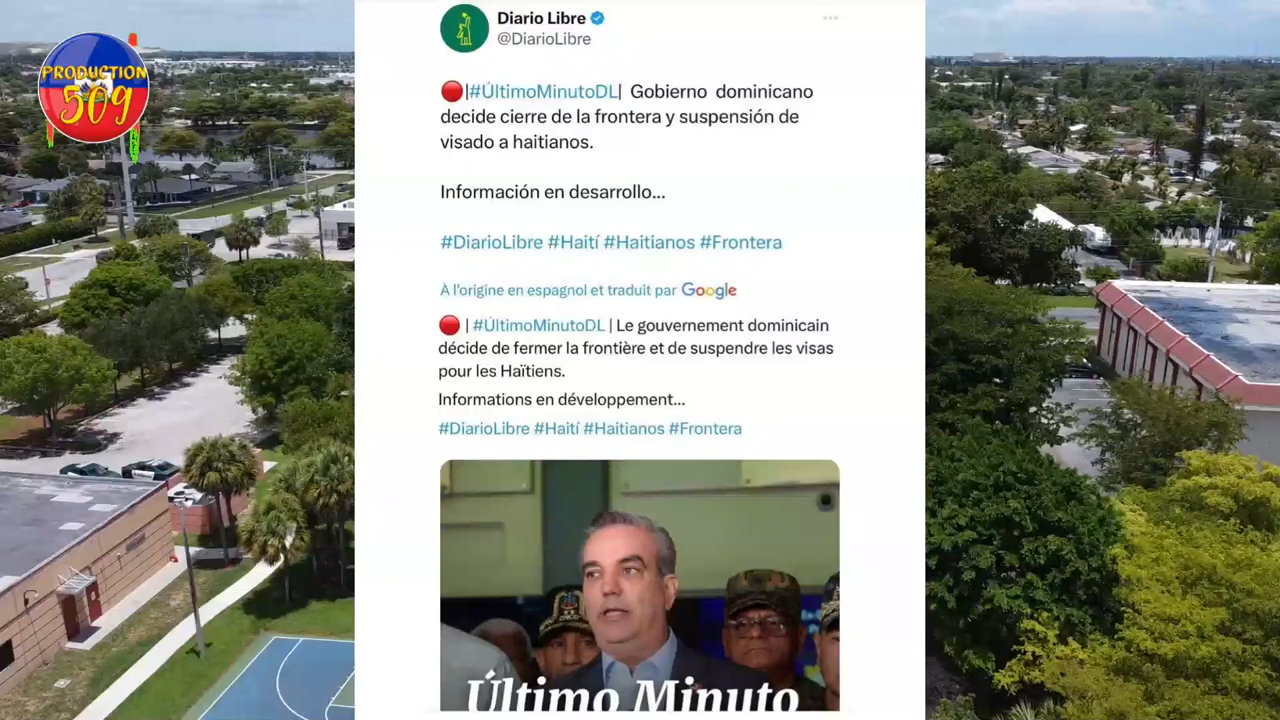 PRODUCTION
509
Diario Libre
@DiarioLibre
|#ÚltimoMinutoDL| Gobierno dominicano
decide cierre de la frontera y suspensión de
visado a haitianos.
Información en desarrollo...
#DiarioLibre #Haití #Haitianos #Frontera
À l'origine en espagnol et traduit par Google
| #ÚltimoMinutoDL | Le gouvernement dominicain
décide de fermer la frontière et de suspendre les visas
pour les Haïtiens.
Informations en développement...
#DiarioLibre #Haití #Haitianos #Frontera
Último Minuto